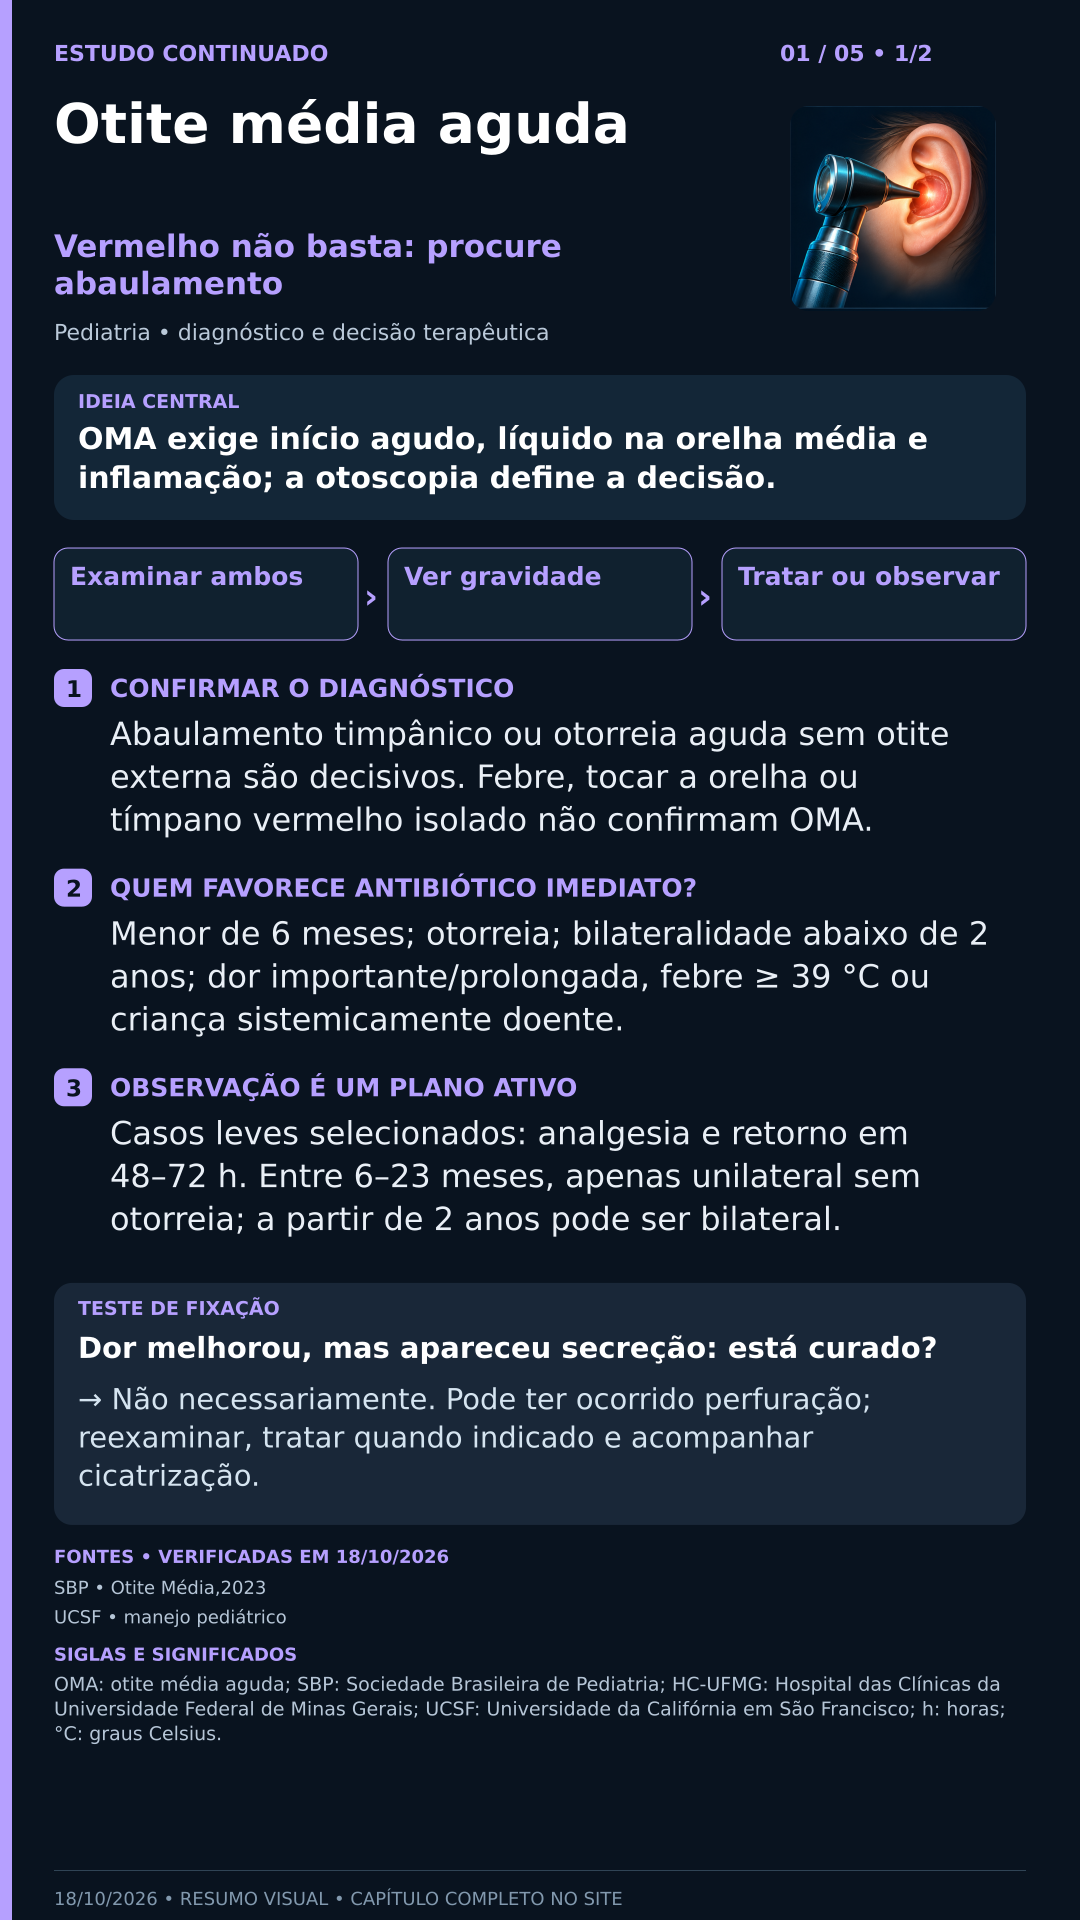 ESTUDO CONTINUADO
01 / 05 • 1/2
Otite média aguda
Vermelho não basta: procure
abaulamento
Pediatria • diagnóstico e decisão terapêutica
IDEIA CENTRAL
OMA exige início agudo, líquido na orelha média e
inflamação; a otoscopia define a decisão.
Examinar ambos
›
Ver gravidade
›
Tratar ou observar
1 CONFIRMAR O DIAGNÓSTICO
Abaulamento timpânico ou otorreia aguda sem otite
externa são decisivos. Febre, tocar a orelha ou
tímpano vermelho isolado não confirmam OMA.
2 QUEM FAVORECE ANTIBIÓTICO IMEDIATO?
Menor de 6 meses; otorreia; bilateralidade abaixo de 2
anos; dor importante/prolongada, febre ≥ 39 °C ou
criança sistemicamente doente.
3 OBSERVAÇÃO É UM PLANO ATIVO
Casos leves selecionados: analgesia e retorno em
48–72 h. Entre 6–23 meses, apenas unilateral sem
otorreia; a partir de 2 anos pode ser bilateral.
TESTE DE FIXAÇÃO
Dor melhorou, mas apareceu secreção: está curado?
→ Não necessariamente. Pode ter ocorrido perfuração;
reexaminar, tratar quando indicado e acompanhar
cicatrização.
FONTES • VERIFICADAS EM 18/10/2026
SBP • Otite Média,2023
UCSF • manejo pediátrico
SIGLAS E SIGNIFICADOS
OMA: otite média aguda; SBP: Sociedade Brasileira de Pediatria; HC-UFMG: Hospital das Clínicas da
Universidade Federal de Minas Gerais; UCSF: Universidade da Califórnia em São Francisco; h: horas;
°C: graus Celsius.
18/10/2026 • RESUMO VISUAL • CAPÍTULO COMPLETO NO SITE